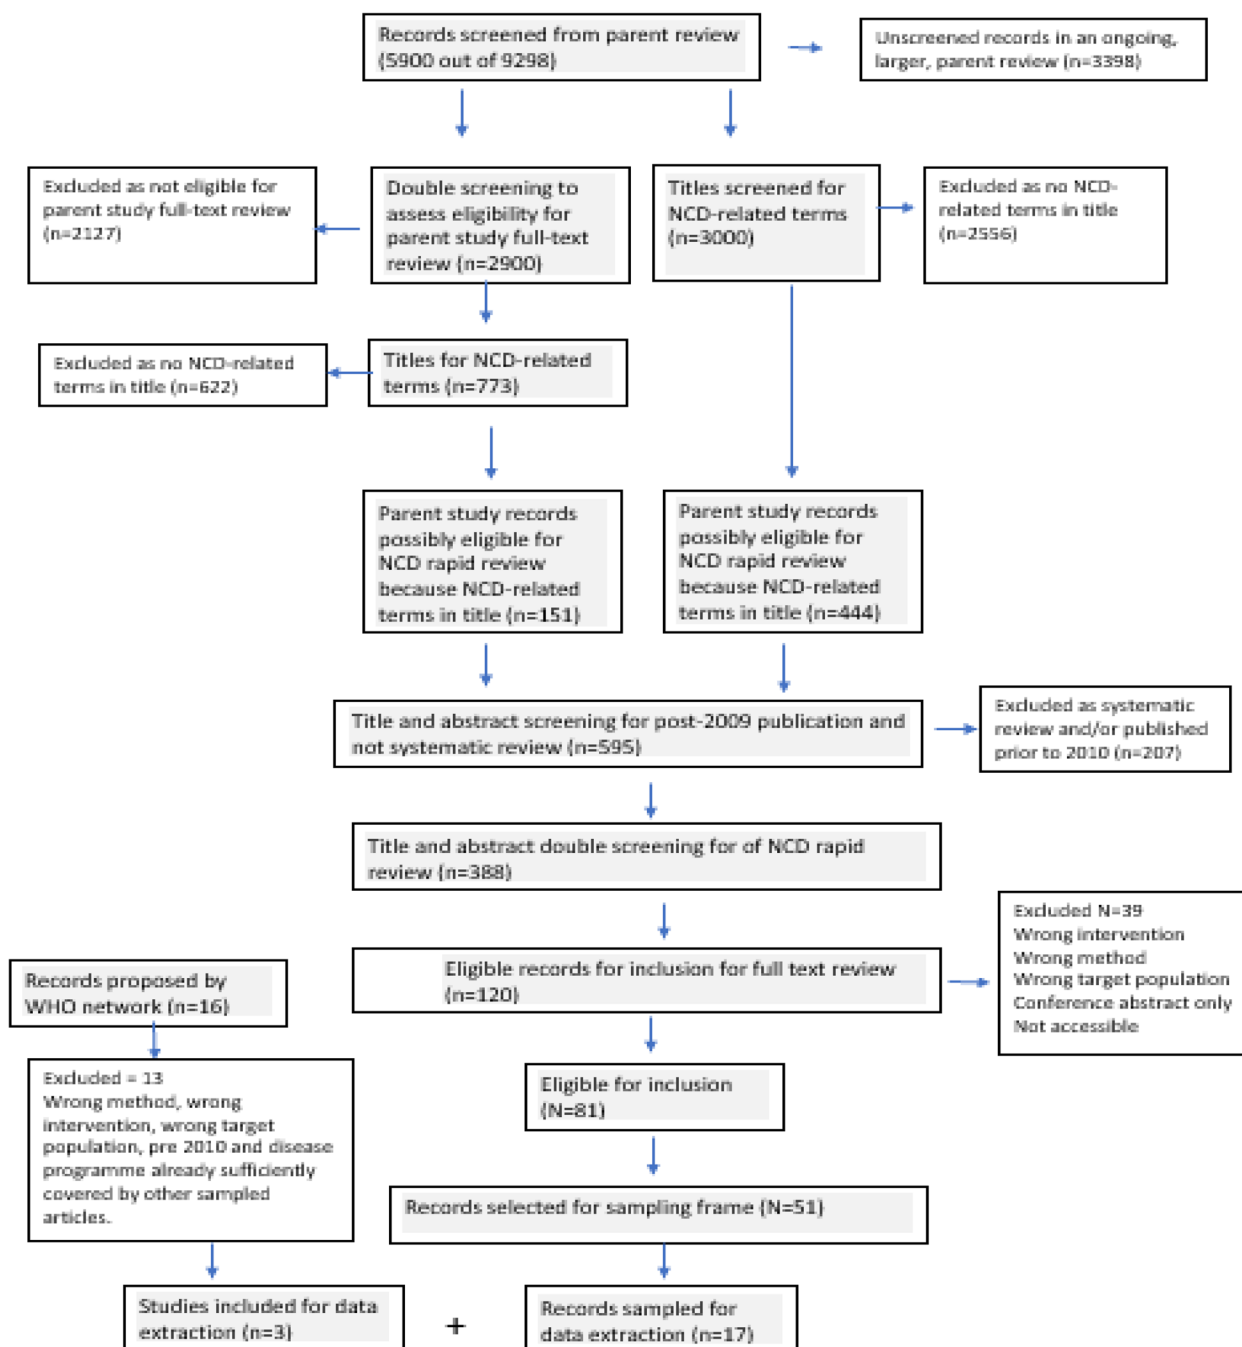 Records screened from parent review
(5900 out of 9298)
Unscreened records in an ongoing,
larger, parent review (n=3398)
Excluded as not eligible for
parent study full-text review
(n=2127)
Double screening to
assess eligibility for
parent study full-text
review (n=2900)
Titles screened for
NCD-related terms
(n=3000)
Excluded as no NCD-
related terms in title
(n=2556)
Excluded as no NCD-related
terms in title (n=622)
Titles for NCD-related
terms (n=773)
Parent study records
possibly eligible for
NCD rapid review
because NCD-related
terms in title (n=151)
Parent study records
possibly eligible for
NCD rapid review
because NCD-related
terms in title (n=444)
Title and abstract screening for post-2009 publication and
not systematic review (n=595)
Excluded as systematic
review and/or published
prior to 2010 (n=207)
Title and abstract double screening for of NCD rapid
review (n=388)
Eligible records for inclusion for full text review
(n=120)
Excluded N=39
Wrong intervention
Wrong method
Wrong target population
Conference abstract only
Not accessible
Records proposed by
WHO network (n=16)
Excluded = 13
Wrong method, wrong
intervention, wrong target
population, pre 2010 and disease
programme already sufficiently
covered by other sampled
articles.
Eligible for inclusion
(N=81)
Records selected for sampling frame (N=51)
Studies included for data
extraction (n=3)
+
Records sampled for
data extraction (n=17)